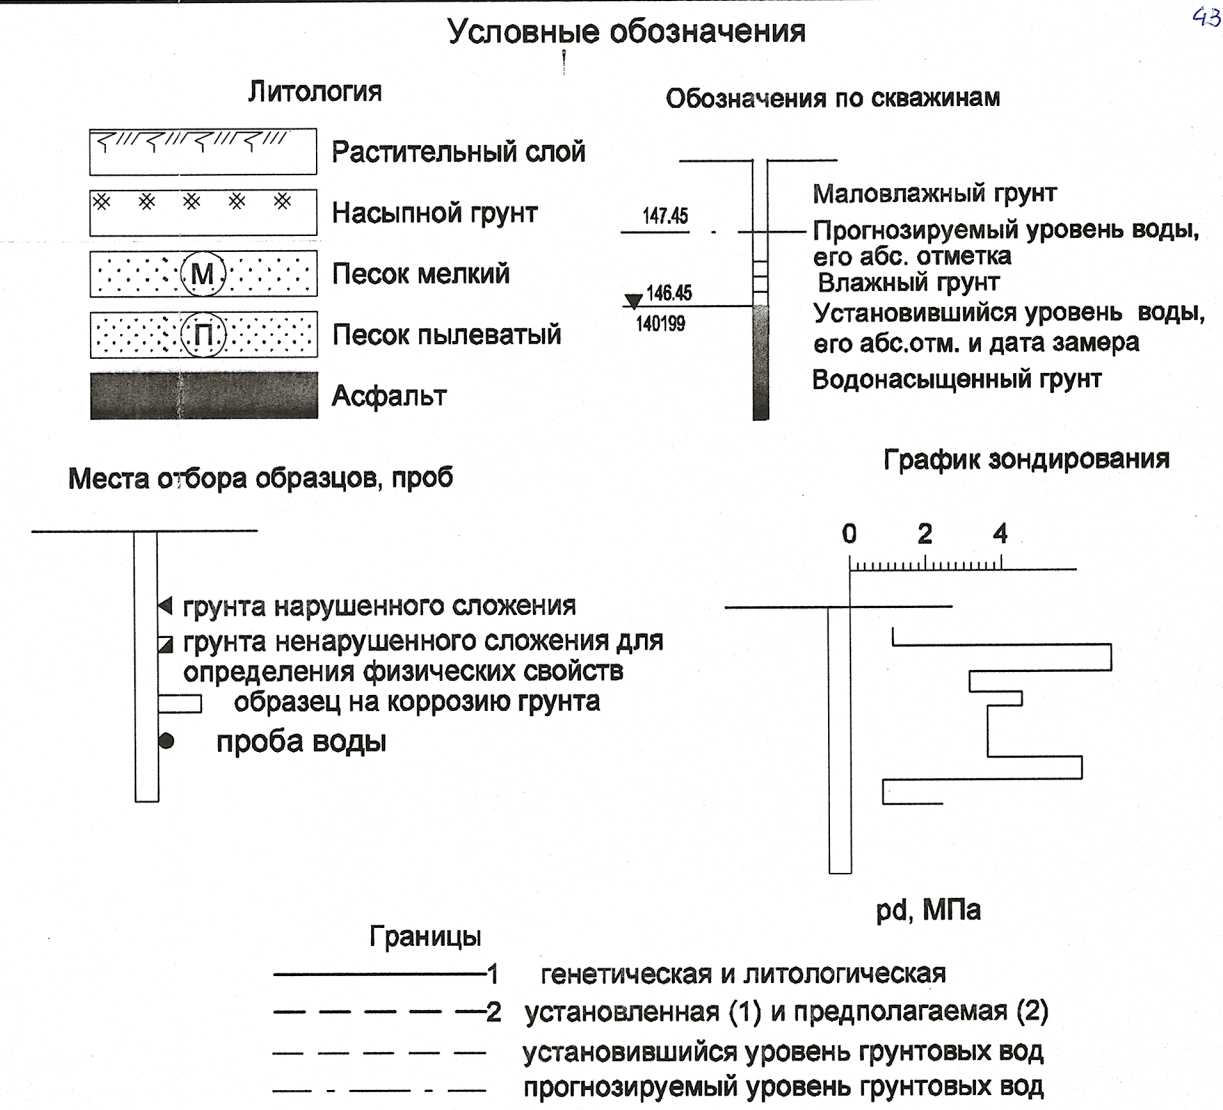 43
Условные обозначения
Литология
Растительный слой
Насыпной грунт
М
Песок мелкий
П
Песок пылеватый
Асфальт
Обозначения по скважинам
Маловлажный грунт
147.45
Прогнозируемый уровень воды,
его абс. отметка
Влажный грунт
146.45
140199
Установившийся уровень воды,
его абс.отм. и дата замера
Водонасыщенный грунт
Места отбора образцов, проб
грунта нарушенного сложения
грунта ненарушенного сложения для
определения физических свойств
образец на коррозию грунта
проба воды
График зондирования
0 2 4
pd, МПа
Границы
1 генетическая и литологическая
2 установленная (1) и предполагаемая (2)
установившийся уровень грунтовых вод
прогнозируемый уровень грунтовых вод